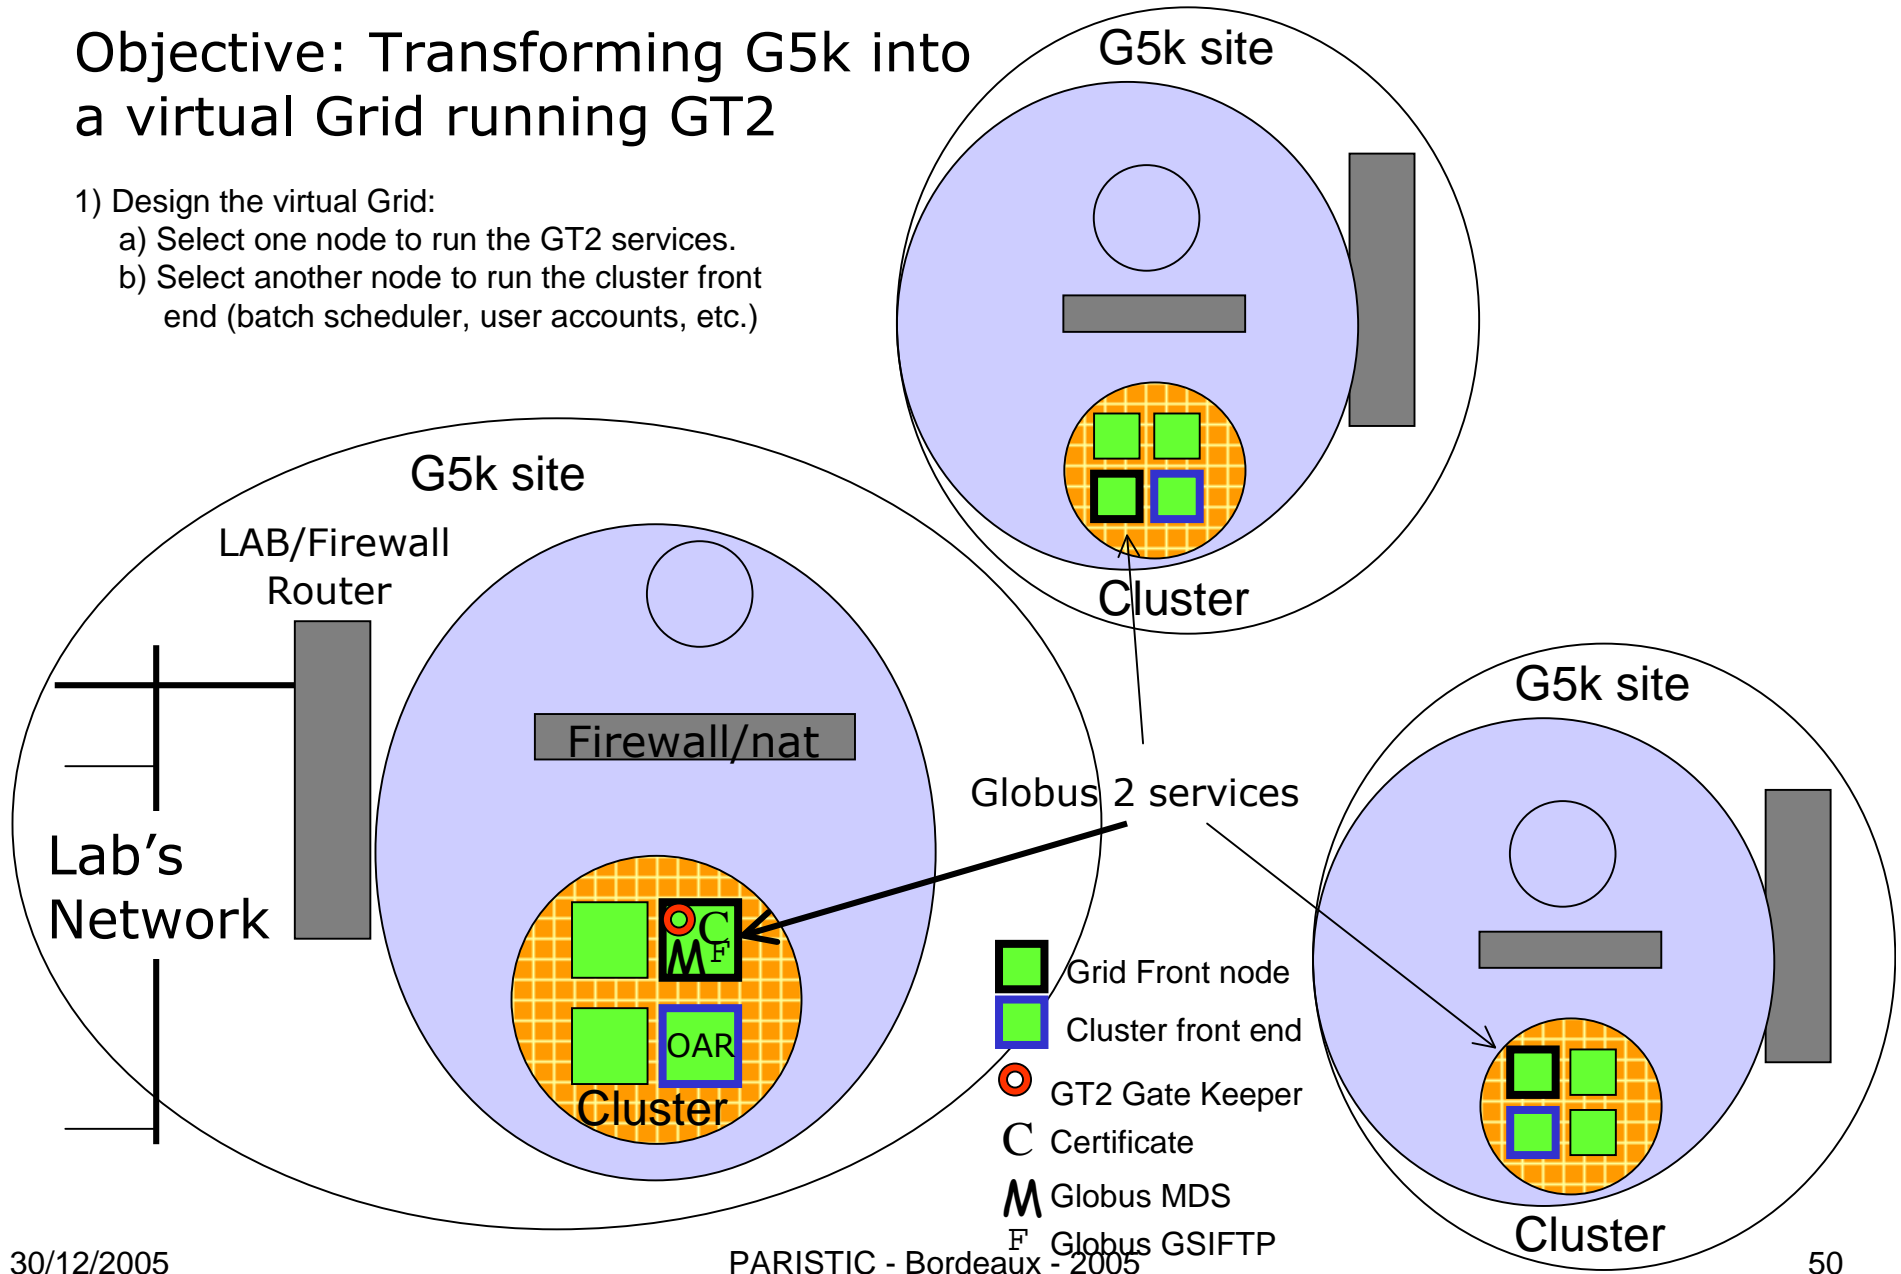 Objective: Transforming G5k into
a virtual Grid running GT2
1) Design the virtual Grid:
a) Select one node to run the GT2 services.
b) Select another node to run the cluster front
end (batch scheduler, user accounts, etc.)
G5k site
Cluster
G5k site
LAB/Firewall
Router
Firewall/nat
Lab’s
Network
C
M
F
OAR
Cluster
Globus 2 services
G5k site
Cluster
Grid Front node
Cluster front end
GT2 Gate Keeper
C Certificate
M Globus MDS
F Globus GSIFTP
30/12/2005
PARISTIC - Bordeaux - 2005
50